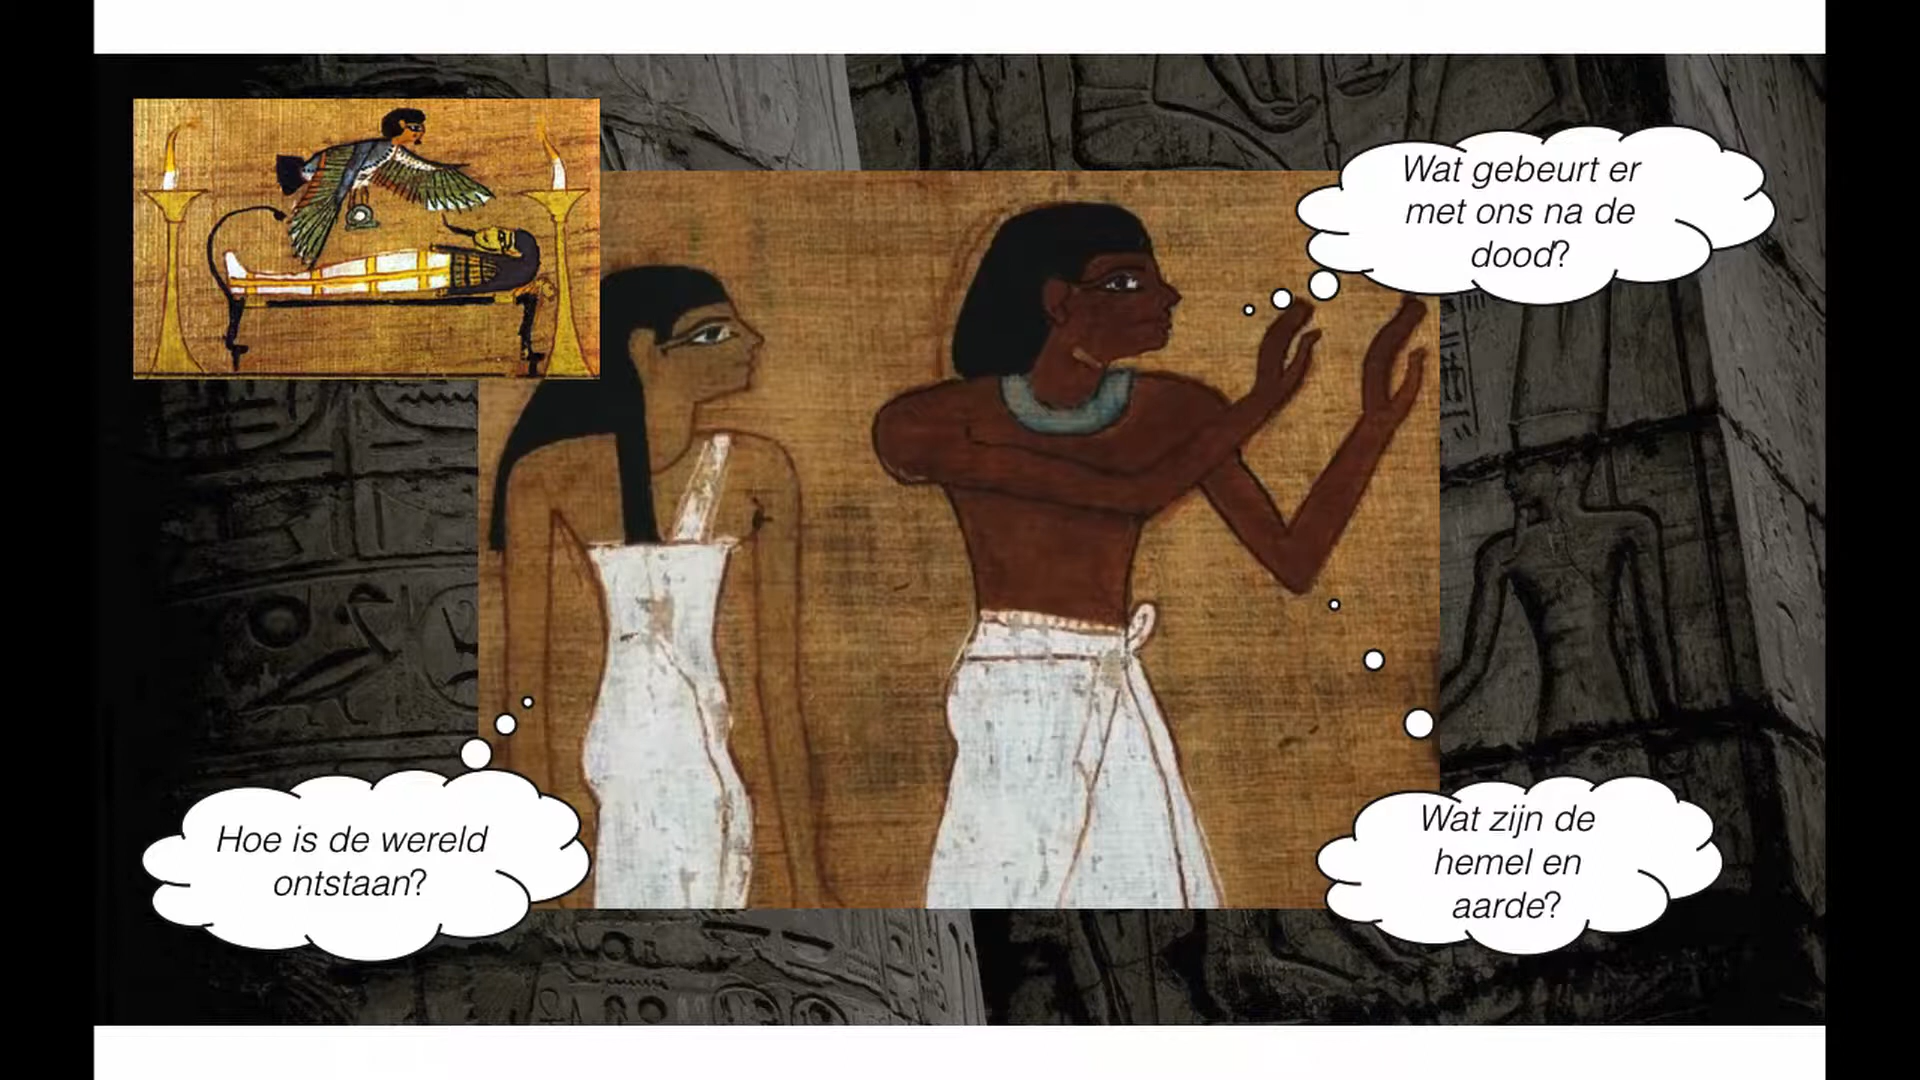 Wat gebeurt er
met ons na de
dood?
Hoe is de wereld
ontstaan?
Wat zijn de
hemel en
aarde?